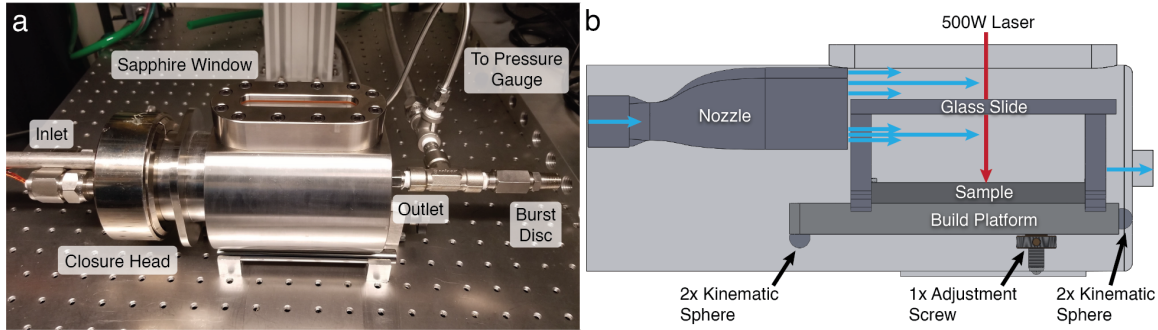 a
Sapphire Window
To Pressure
Gauge
Inlet
Outlet
Burst
Disc
Closure Head
b
500W Laser
Nozzle
Glass Slide
Sample
Build Platform
2x Kinematic
Sphere
1x Adjustment
Screw
2x Kinematic
Sphere